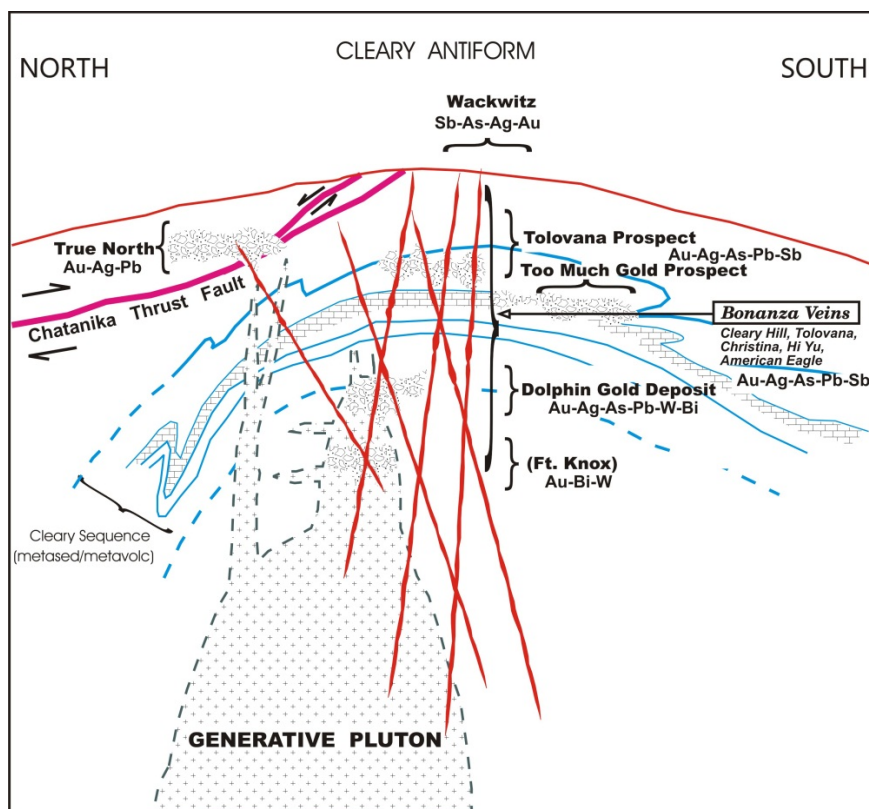 CLEARY ANTIFORM
NORTH
SOUTH
Wackwitz
Sb-As-Ag-Au
True North
Au-Ag-Pb
Chatanika Thrust Fault
Tolovana Prospect
Au-Ag-As-Pb-Sb
Too Much Gold Prospect
Bonanza Veins
Cleary Hill, Tolovana,
Christina, Hi Yu,
American Eagle
Au-Ag-As-Pb-Sb
Dolphin Gold Deposit
Au-Ag-As-Pb-W-Bi
(Ft. Knox)
Au-Bi-W
Cleary Sequence
(metased/metavolc)
GENERATIVE PLUTON